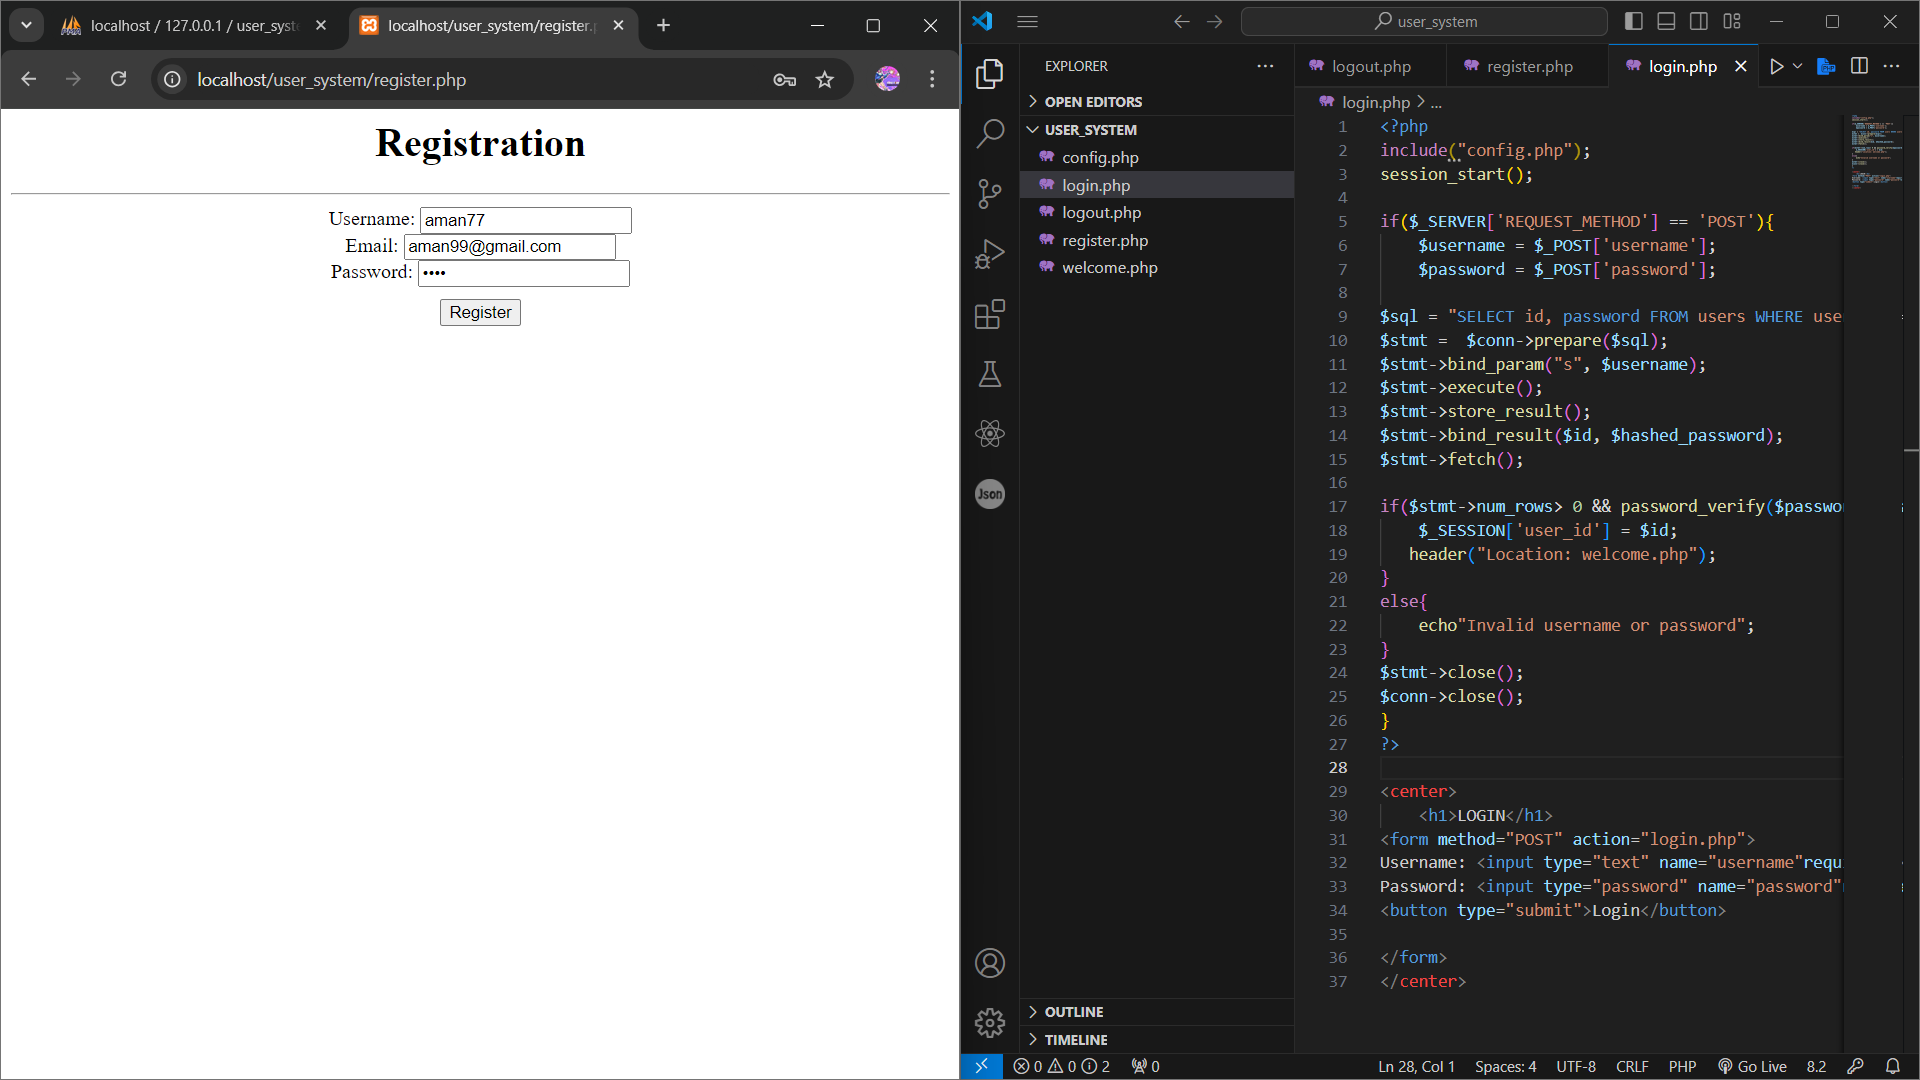 localhost / 127.0.0.1 / user_syst
localhost/user_system/register.
localhost/user_system/register.php
Registration
Username: aman77
Email: aman99@gmail.com
Password: ••••
Register
user_system
EXPLORER
OPEN EDITORS
USER_SYSTEM
config.php
login.php
logout.php
register.php
welcome.php
Json
OUTLINE
TIMELINE
logout.php register.php login.php
login.php > ...
1 <?php
2 include("config.php");
3 session_start();
4
5 if($_SERVER['REQUEST_METHOD'] == 'POST'){
6 $username = $_POST['username'];
7 $password = $_POST['password'];
8
9 $sql = "SELECT id, password FROM users WHERE use
10 $stmt =  $conn->prepare($sql);
11 $stmt->bind_param("s", $username);
12 $stmt->execute();
13 $stmt->store_result();
14 $stmt->bind_result($id, $hashed_password);
15 $stmt->fetch();
16
17 if($stmt->num_rows> 0 && password_verify($passwo
18 $_SESSION['user_id'] = $id;
19 header("Location: welcome.php");
20 }
21 else{
22 echo"Invalid username or password";
23 }
24 $stmt->close();
25 $conn->close();
26 }
27 ?>
28
29 <center>
30 <h1>LOGIN</h1>
31 <form method="POST" action="login.php">
32 Username: <input type="text" name="username"requ
33 Password: <input type="password" name="password"
34 <button type="submit">Login</button>
35
36 </form>
37 </center>
0 0 2 0 Ln 28, Col 1 Spaces: 4 UTF-8 CRLF PHP Go Live 8.2